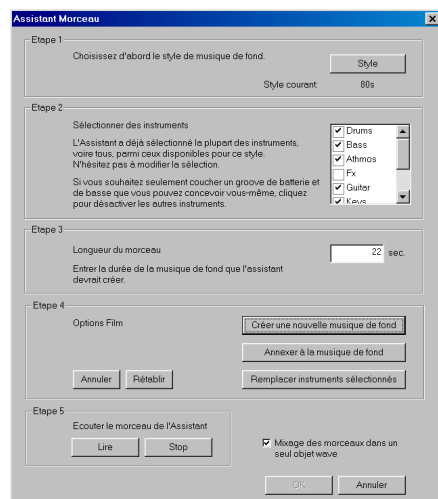 Assistant Morceau
Etape 1
Choisissez d'abord le style de musique de fond.
Style
Style courant:
80s
Etape 2
Sélectionner des instruments
L'Assistant a déjà sélectionné la plupart des instruments,
voire tous, parmi ceux disponibles pour ce style.
N'hésitez pas à modifier la sélection.
Si vous souhaitez seulement coucher un groove de batterie et
de basse que vous pouvez concevoir vous-même, cliquez
pour désactiver les autres instruments.
Drums
Bass
Athmos
Fx
Guitar
Keys
Etape 3
Longueur du morceau
22 sec.
Entrer la durée de la musique de fond que l'assistant
devrait créer.
Etape 4
Options Film
Créer une nouvelle musique de fond
Annexer à la musique de fond
Annuler
Rétablir
Remplacer instruments sélectionnés
Etape 5
Ecouter le morceau de l'Assistant
Lire
Stop
Mixage des morceaux dans un
seul objet wave
OK
Annuler